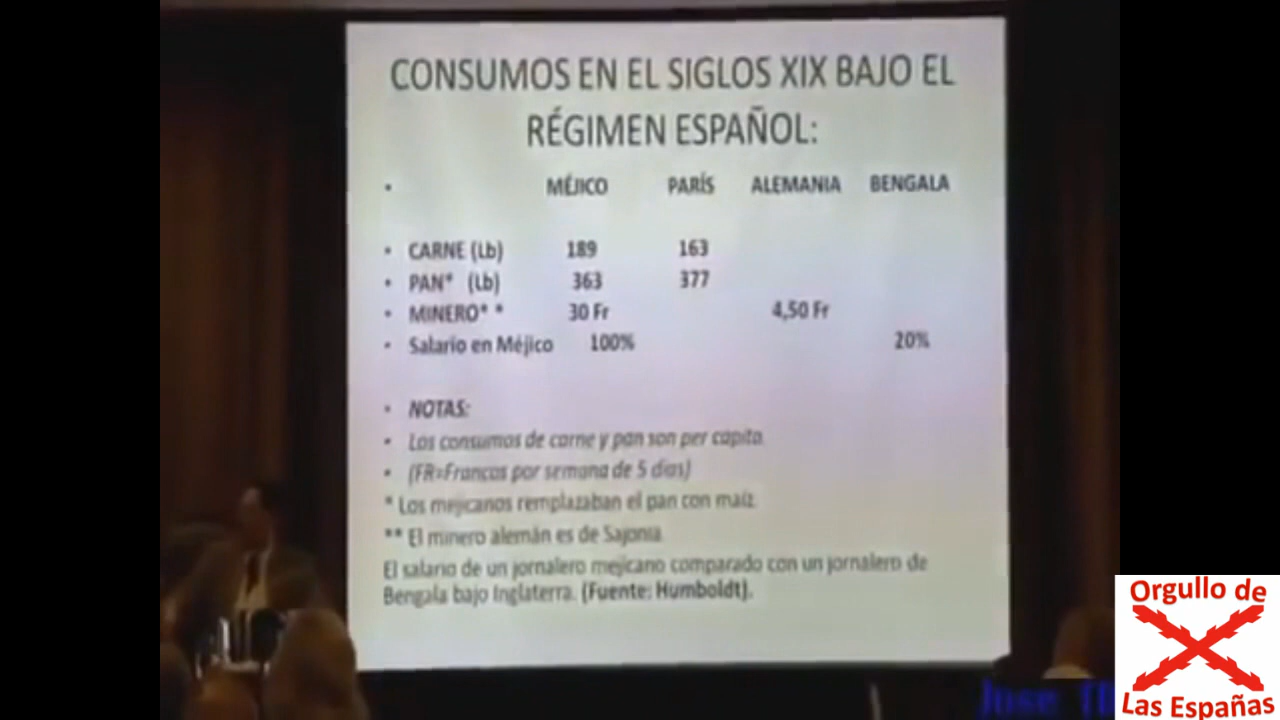 CONSUMOS EN EL SIGLOS XIX BAJO EL
RÉGIMEN ESPAÑOL:
• MÉJICO PARÍS ALEMANIA BENGALA
• CARNE (Lb) 189 163
• PAN* (Lb) 363 377
• MINERO* * 30 Fr 4,50 Fr
• Salario en Méjico 100% 20%
• NOTAS:
• Los consumos de carne y pan son per capita
• (FR=Francos por semana de 5 días)
* Los mejicanos remplazaban el pan con maíz.
** El minero alemán es de Sajonia
El salario de un jornalero mejicano comparado con un jornalero de
Bengala bajo Inglaterra. (Fuente: Humboldt).
Orgullo de
Las Españas
Jose